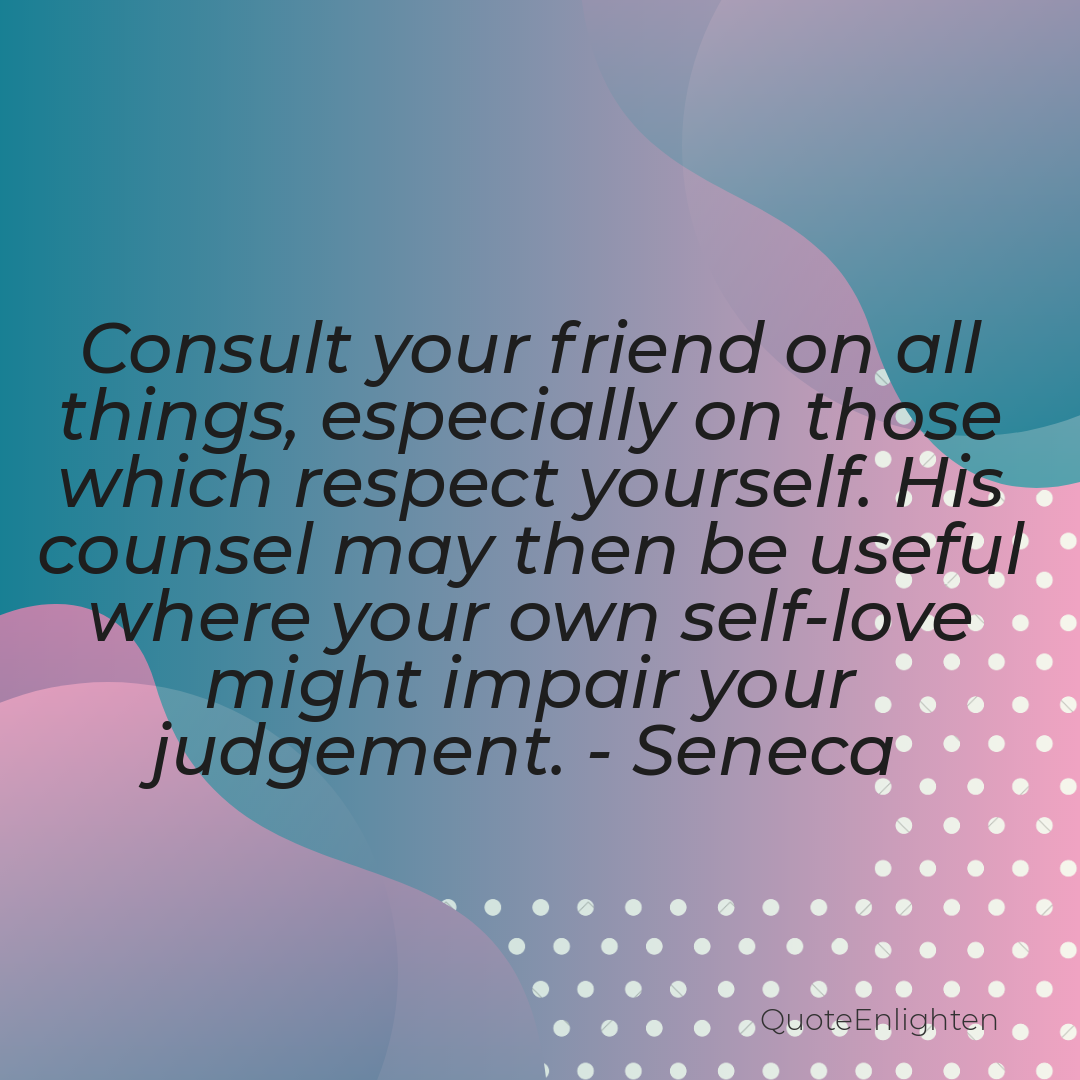 Consult your friend on all
things, especially on those
which respect yourself. His
counsel may then be useful
where your own self-love
might impair your
judgement. - Seneca
QuoteEnlighten